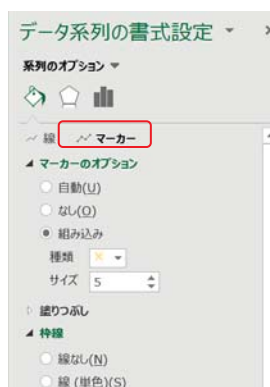 データ系列の書式設定
系列のオプション
線 マーカー
マーカーのオプション
自動(U)
なし(O)
組み込み
種類
サイズ 5
塗りつぶし
枠線
線なし(N)
線 (単色)(S)